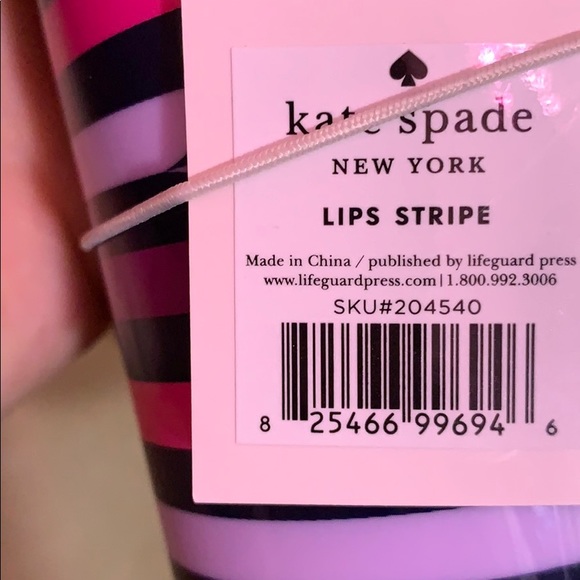 kate spade
NEW YORK
LIPS STRIPE
Made in China / published by lifeguard press
www.lifeguardpress.com | 1.800.992.3006
SKU#204540
8 25466 99694 6